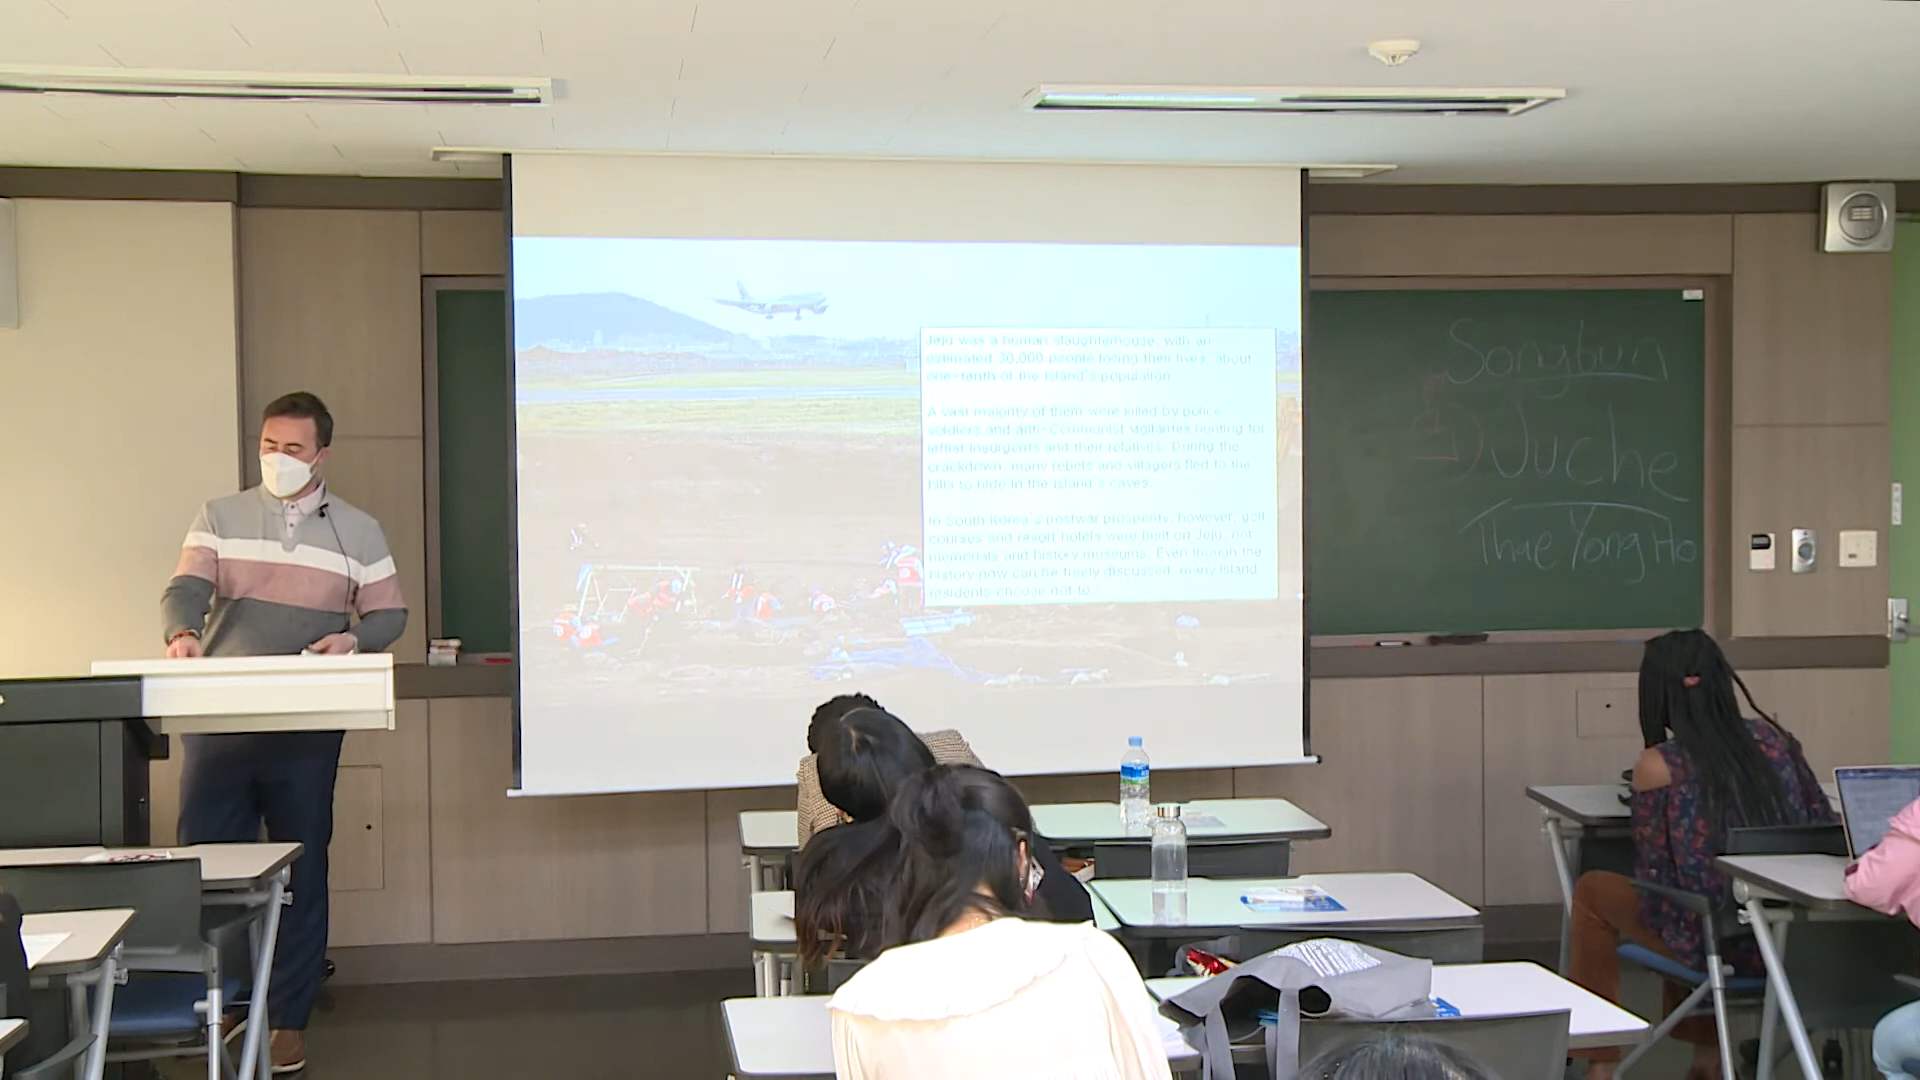 Jeju was a human slaughterhouse, with an
estimated 30,000 people losing their lives, about
one-tenth of the island's population.
A vast majority of them were killed by police,
soldiers and anti-Communist vigilantes hunting for
leftist insurgents and their relatives. During the
crackdown, many rebels and villagers fled to the
hills to hide in the island's caves.
In South Korea's postwar prosperity, however, golf
courses and resort hotels were built on Jeju, not
memorials and history museums. Even though the
history now can be freely discussed, many island
residents choose not to.
Songbun
Juche
Thae Yong Ho